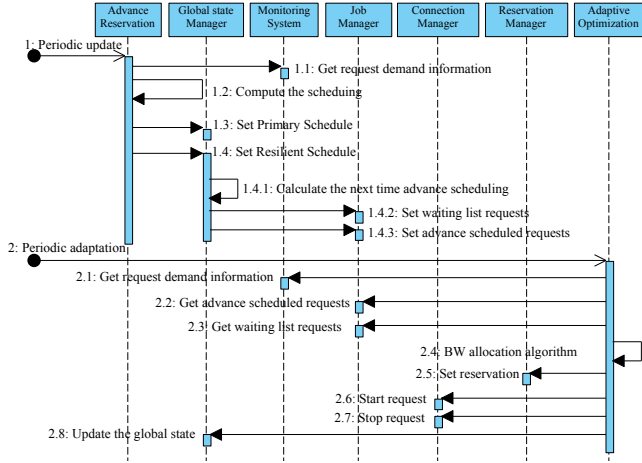 Advance Reservation
Global state Manager
Monitoring System
Job Manager
Connection Manager
Reservation Manager
Adaptive Optimization
1: Periodic update
1.1: Get request demand information
1.2: Compute the scheduing
1.3: Set Primary Schedule
1.4: Set Resilient Schedule
1.4.1: Calculate the next time advance scheduling
1.4.2: Set waiting list requests
1.4.3: Set advance scheduled requests
2: Periodic adaptation
2.1: Get request demand information
2.2: Get advance scheduled requests
2.3: Get waiting list requests
2.4: BW allocation algorithm
2.5: Set reservation
2.6: Start request
2.7: Stop request
2.8: Update the global state